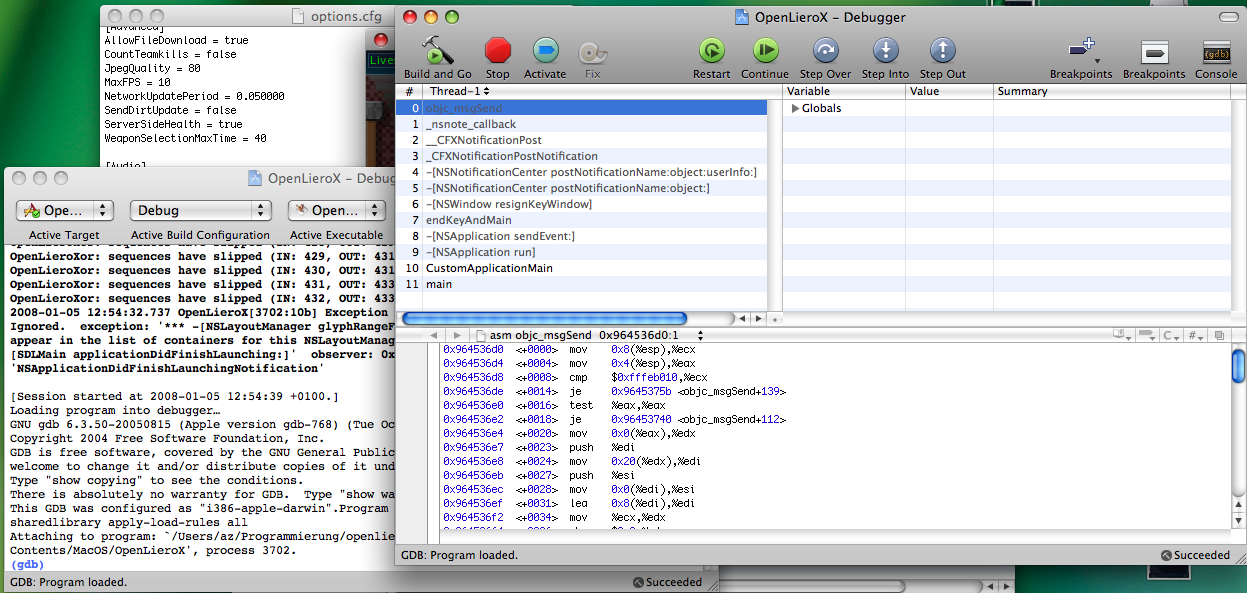 options.cfg
[Advanced]
AllowFileDownload = true
CountTeamkills = false
JpegQuality = 80
MaxFPS = 10
NetworkUpdatePeriod = 0.050000
SendDirtUpdate = false
ServerSideHealth = true
WeaponSelectionMaxTime = 40
[Audio]
Live
OpenLieroX – Debug
Ope...
Debug
Open...
Active Target
Active Build Configuration
Active Executable
OpenLieroXor: sequences have slipped (IN: 429, OUT: 431
OpenLieroXor: sequences have slipped (IN: 430, OUT: 431
OpenLieroXor: sequences have slipped (IN: 431, OUT: 433
OpenLieroXor: sequences have slipped (IN: 432, OUT: 433
2008-01-05 12:54:32.737 OpenLieroX[3702:10b] Exception
Ignored.  exception: '*** -[NSLayoutManager glyphRangeF
appear in the list of containers for this NSLayoutManag
[SDLMain applicationDidFinishLaunching:]'  observer: 0x
'NSApplicationDidFinishLaunchingNotification'
[Session started at 2008-01-05 12:54:39 +0100.]
Loading program into debugger…
GNU gdb 6.3.50-20050815 (Apple version gdb-768) (Tue Oc
Copyright 2004 Free Software Foundation, Inc.
GDB is free software, covered by the GNU General Public
welcome to change it and/or distribute copies of it und
Type "show copying" to see the conditions.
There is absolutely no warranty for GDB.  Type "show wa
This GDB was configured as "i386-apple-darwin".Program
sharedlibrary apply-load-rules all
Attaching to program: `/Users/az/Programmierung/openlie
Contents/MacOS/OpenLieroX', process 3702.
(gdb)
GDB: Program loaded.
Succeeded
OpenLieroX – Debugger
Build and Go
Stop
Activate
Fix
Restart
Continue
Step Over
Step Into
Step Out
Breakpoints
Breakpoints
(gdb)
Console
# Thread-1
0 objc_msgSend
1 _nsnote_callback
2 __CFXNotificationPost
3 _CFXNotificationPostNotification
4 -[NSNotificationCenter postNotificationName:object:userInfo:]
5 -[NSNotificationCenter postNotificationName:object:]
6 -[NSWindow resignKeyWindow]
7 endKeyAndMain
8 -[NSApplication sendEvent:]
9 -[NSApplication run]
10 CustomApplicationMain
11 main
Variable Value Summary
Globals
asm objc_msgSend 0x964536d0:1
C
#
0x964536d0 <+0000> mov 0x8(%esp),%ecx
0x964536d4 <+0004> mov 0x4(%esp),%eax
0x964536d8 <+0008> cmp $0xfffeb010,%ecx
0x964536de <+0014> je 0x9645375b <objc_msgSend+139>
0x964536e0 <+0016> test %eax,%eax
0x964536e2 <+0018> je 0x96453740 <objc_msgSend+112>
0x964536e4 <+0020> mov 0x0(%eax),%edx
0x964536e7 <+0023> push %edi
0x964536e8 <+0024> mov 0x20(%edx),%edi
0x964536eb <+0027> push %esi
0x964536ec <+0028> mov 0x0(%edi),%esi
0x964536ef <+0031> lea 0x8(%edi),%edi
0x964536f2 <+0034> mov %ecx,%edx
GDB: Program loaded.
Succeeded